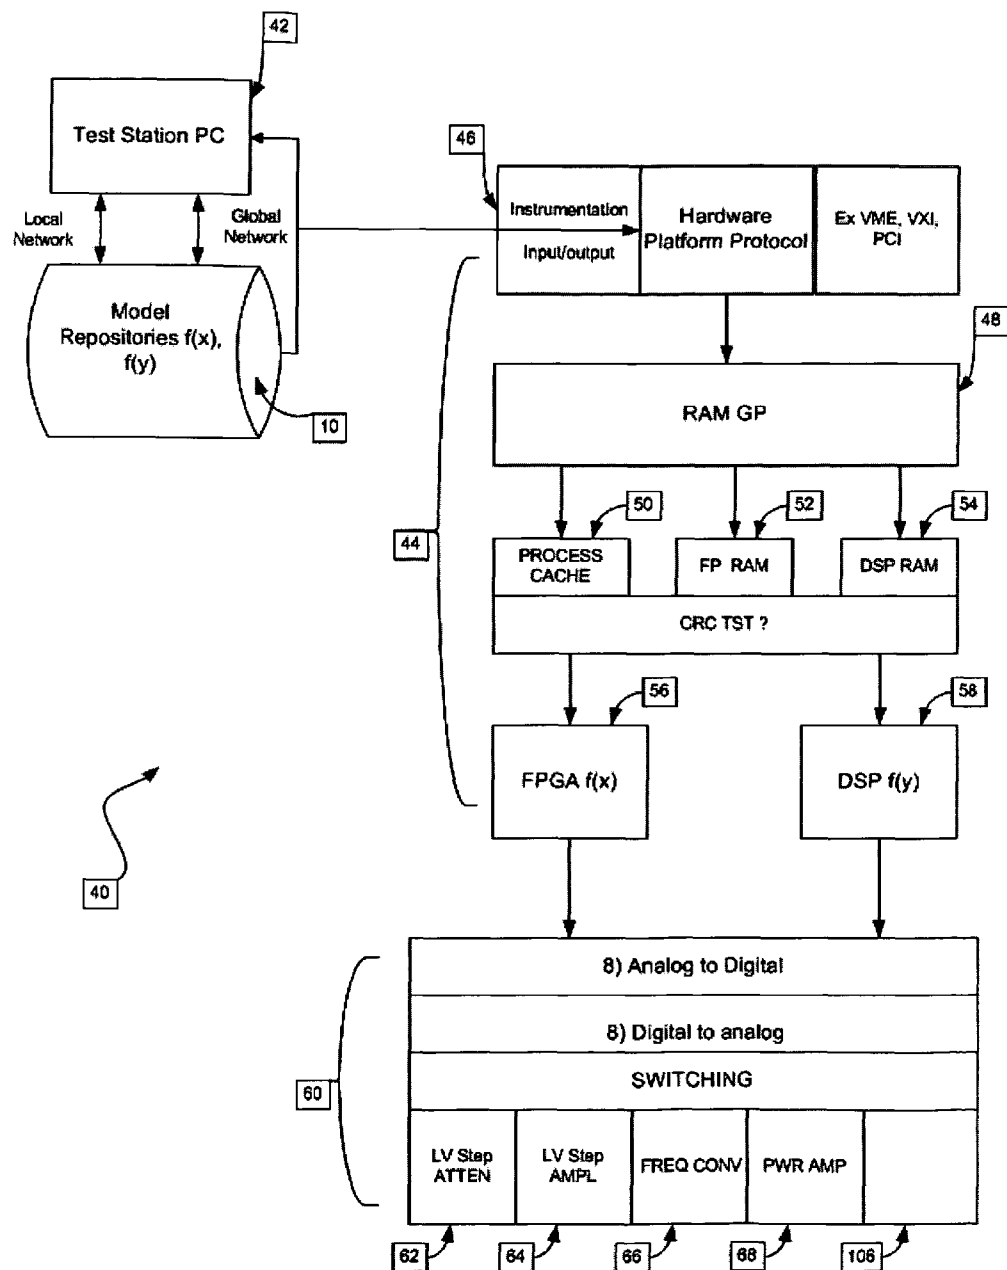 42
Test Station PC
46
Local
Network
Global
Network
Instrumentation
Input/output
Hardware
Platform Protocol
Ex VME, VXI,
PCI
Model
Repositories f(x),
f(y)
10
48
RAM GP
44
50
52
54
PROCESS
CACHE
FP RAM
DSP RAM
CRC TST ?
56
58
FPGA f(x)
DSP f(y)
40
8) Analog to Digital
8) Digital to analog
SWITCHING
60
LV Step
ATTEN
LV Step
AMPL
FREQ CONV
PWR AMP
62
64
66
68
106